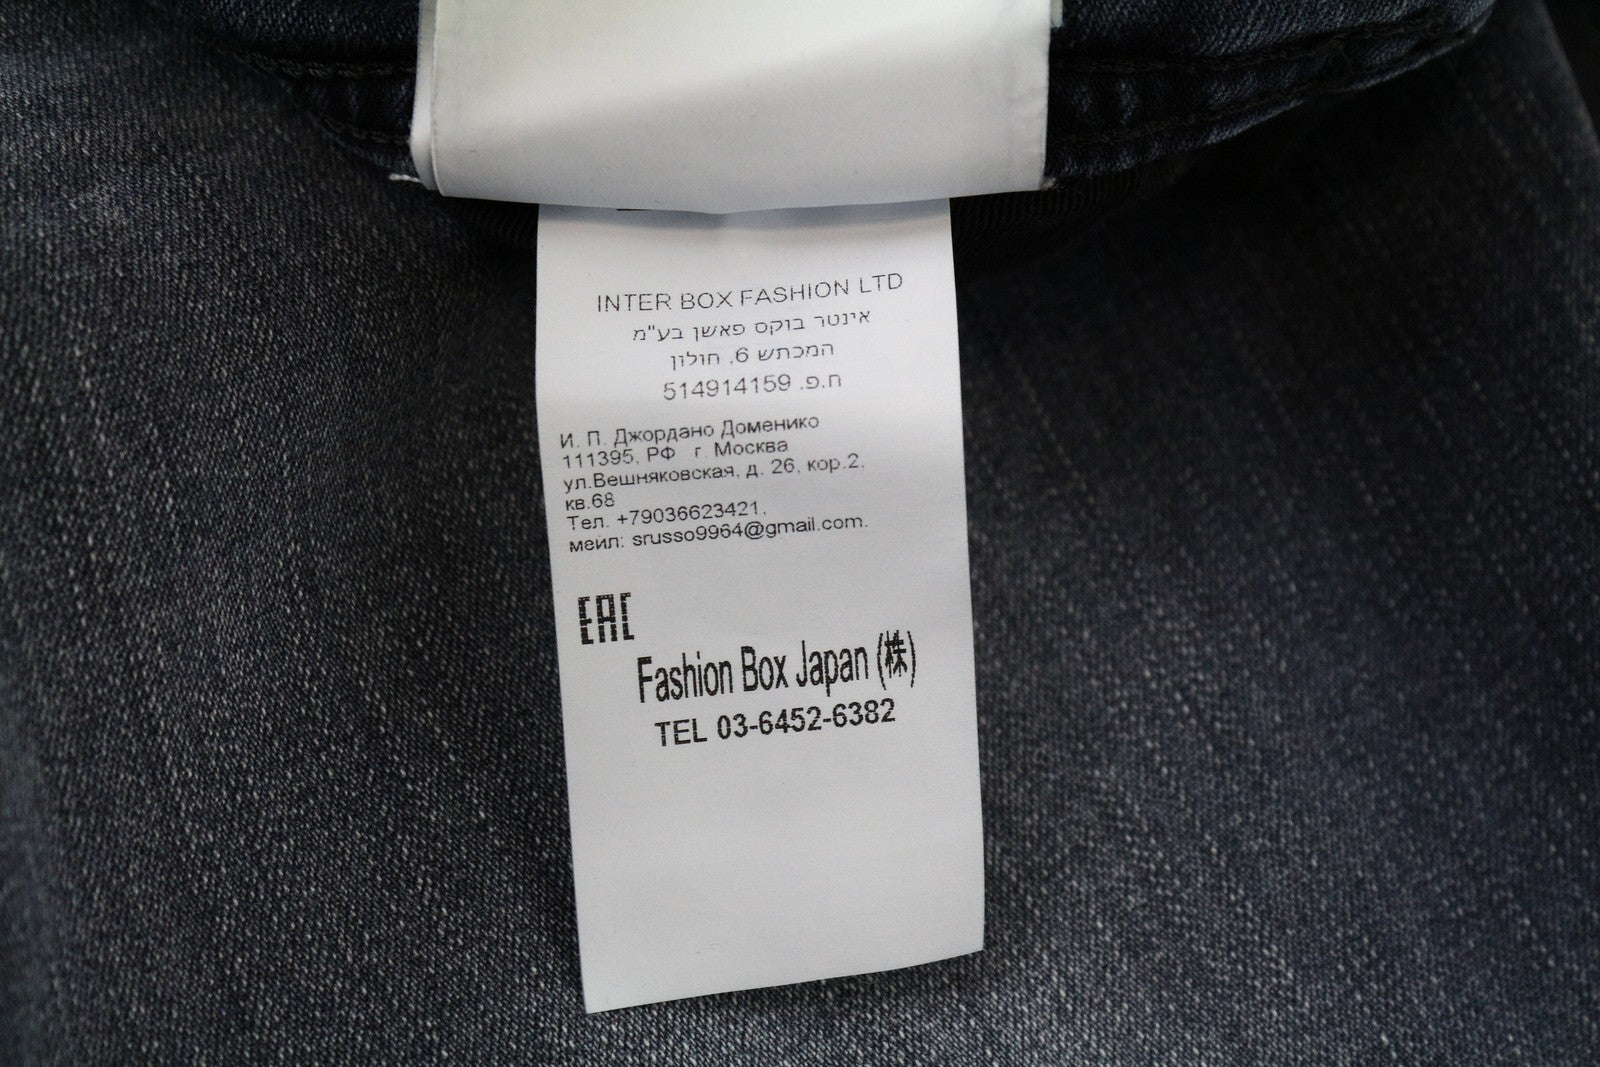 INTER BOX FASHION LTD
אינטר בוקס פאשן בע"מ
המכתש 6, חולון
ח.פ. 514914159
И. П. Джордано Доменико
111395, РФ г. Москва
ул.Вешняковская, д. 26, кор.2,
кв.68
Тел. +79036623421,
меил: srusso9964@gmail.com.
EAC
Fashion Box Japan (株)
TEL 03-6452-6382